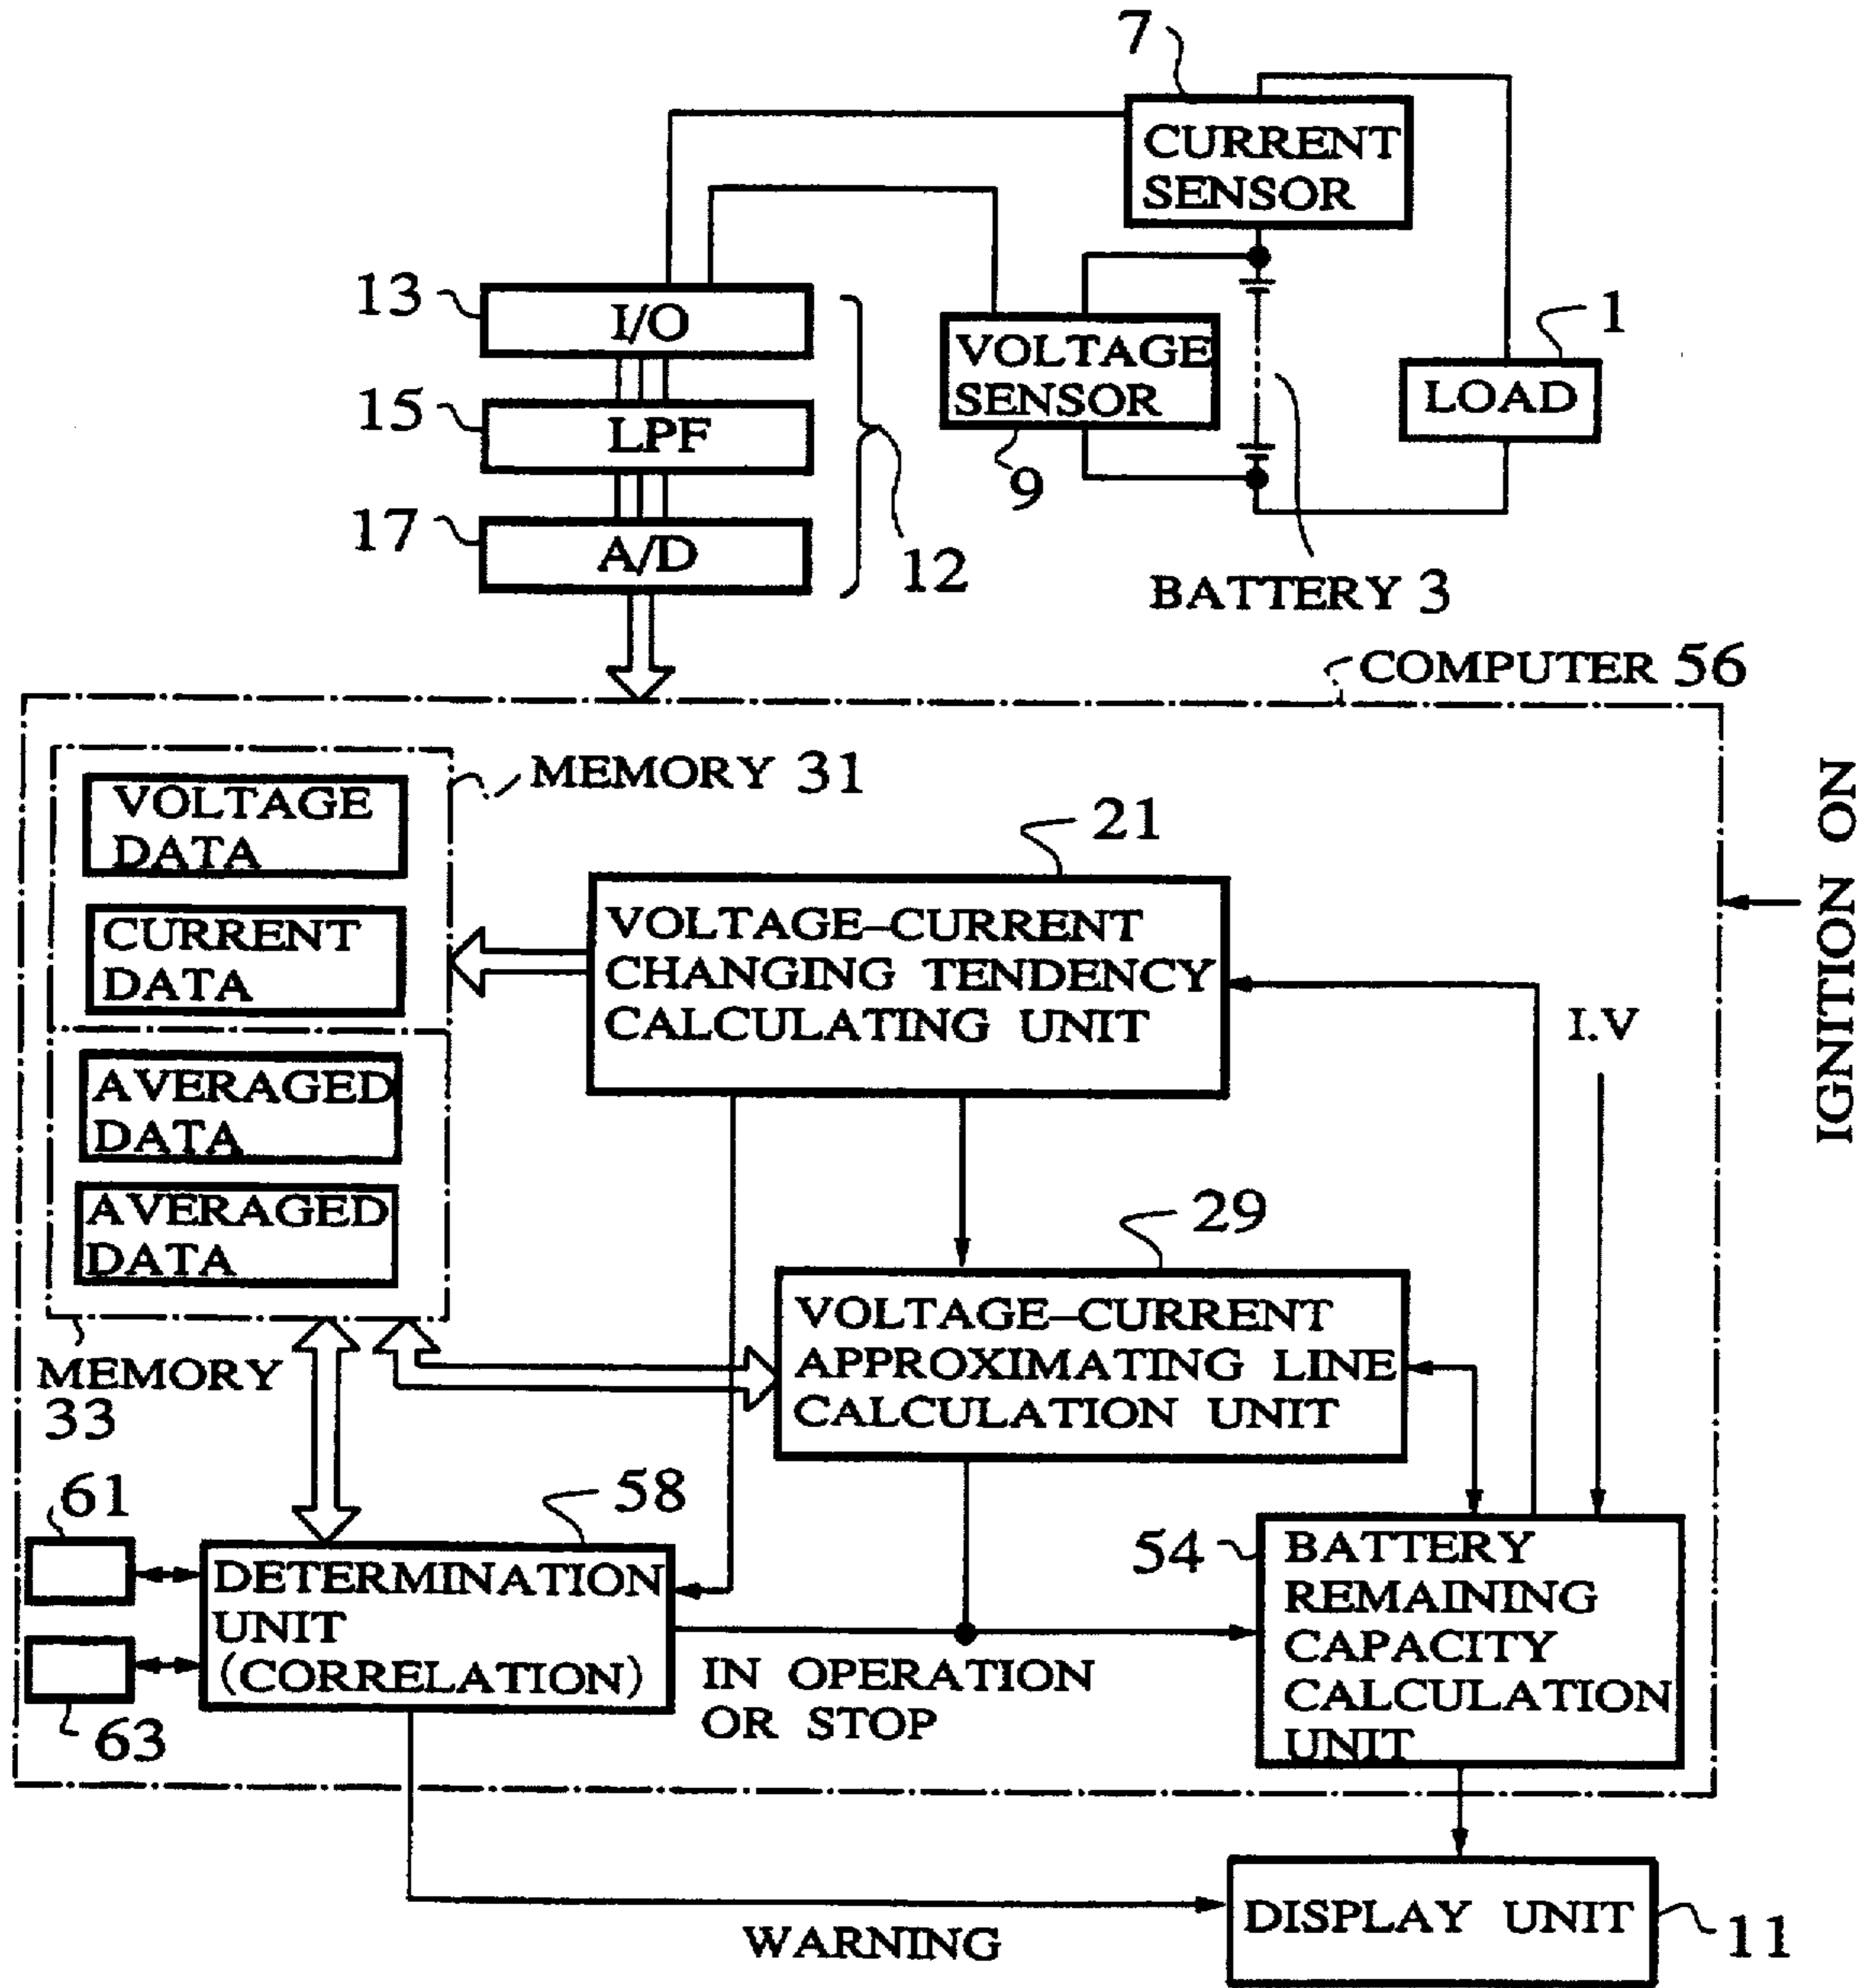 7
CURRENT
SENSOR
13
I/O
1
VOLTAGE
SENSOR
LOAD
15
LPF
9
17
A/D
12
BATTERY 3
COMPUTER 56
MEMORY 31
VOLTAGE
DATA
21
IGNITION ON
CURRENT
DATA
VOLTAGE–CURRENT
CHANGING TENDENCY
CALCULATING UNIT
I.V
AVERAGED
DATA
AVERAGED
DATA
29
VOLTAGE–CURRENT
APPROXIMATING LINE
CALCULATION UNIT
MEMORY
33
61
58
54
BATTERY
REMAINING
CAPACITY
CALCULATION
UNIT
DETERMINATION
UNIT
(CORRELATION)
63
IN OPERATION
OR STOP
DISPLAY UNIT
11
WARNING